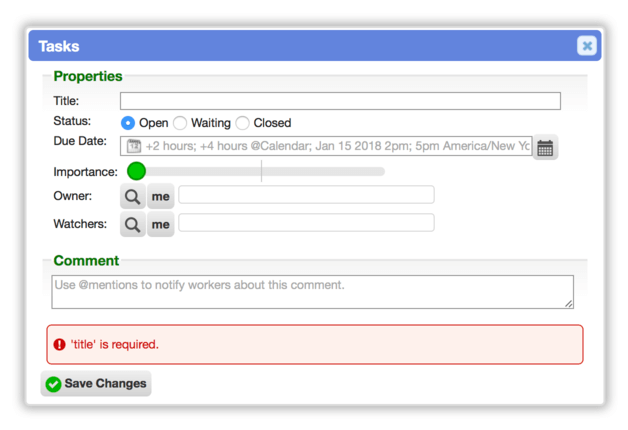 Tasks
Properties
Title:
Status: Open Waiting Closed
Due Date: +2 hours; +4 hours @Calendar; Jan 15 2018 2pm; 5pm America/New Yo
Importance:
Owner: me
Watchers: me
Comment
Use @mentions to notify workers about this comment.
'title' is required.
Save Changes